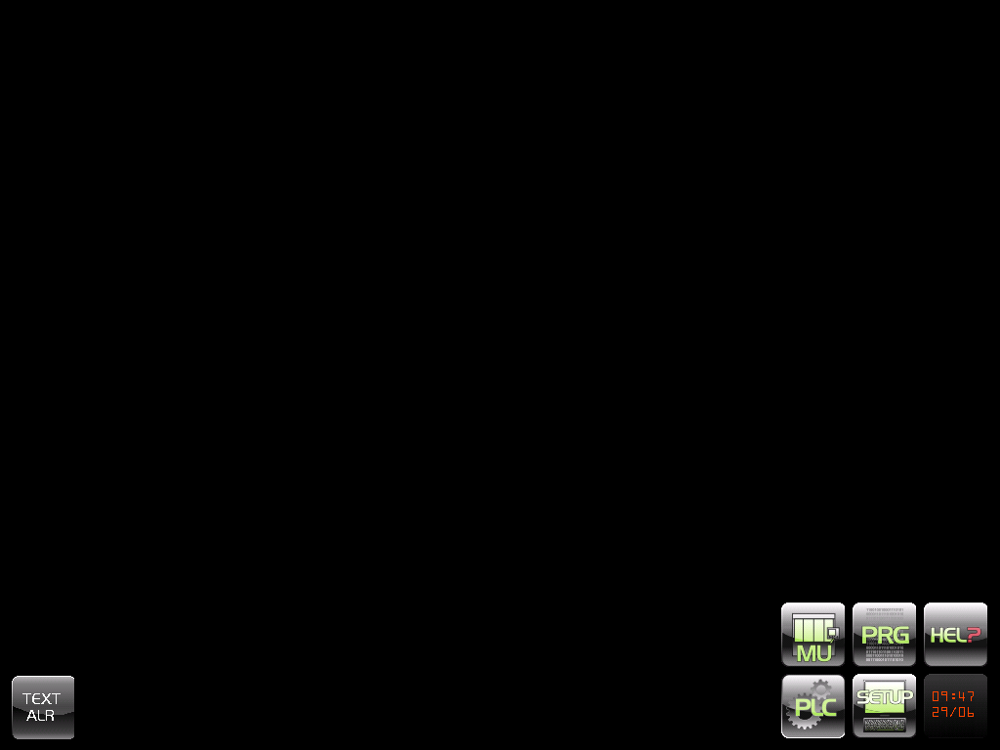 MU
PRG
HEL?
TEXT
ALR
PLC
SETUP
09:47
29/06